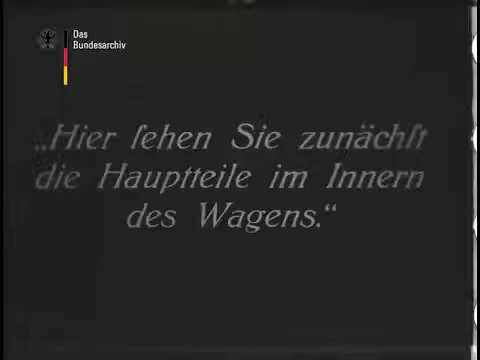 Das
Bundesarchiv
„Hier ſehen Sie zunächſt
die Hauptteile im Innern
des Wagens.“